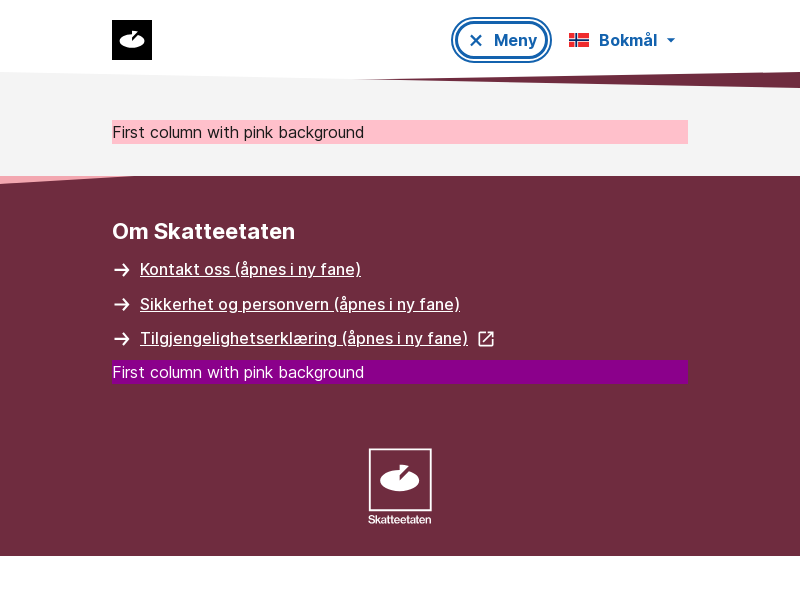 Meny
Bokmål
First column with pink background
Om Skatteetaten
Kontakt oss (åpnes i ny fane)
Sikkerhet og personvern (åpnes i ny fane)
Tilgjengelighetserklæring (åpnes i ny fane)
First column with pink background
Skatteetaten